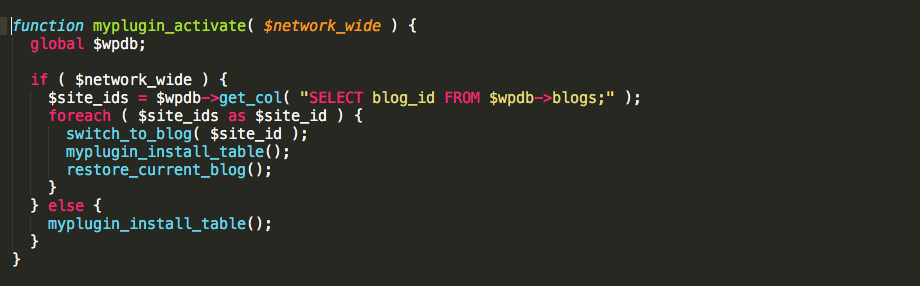 function myplugin_activate( $network_wide ) {
  global $wpdb;

  if ( $network_wide ) {
    $site_ids = $wpdb->get_col( "SELECT blog_id FROM $wpdb->blogs;" );
    foreach ( $site_ids as $site_id ) {
      switch_to_blog( $site_id );
      myplugin_install_table();
      restore_current_blog();
    }
  } else {
    myplugin_install_table();
  }
}